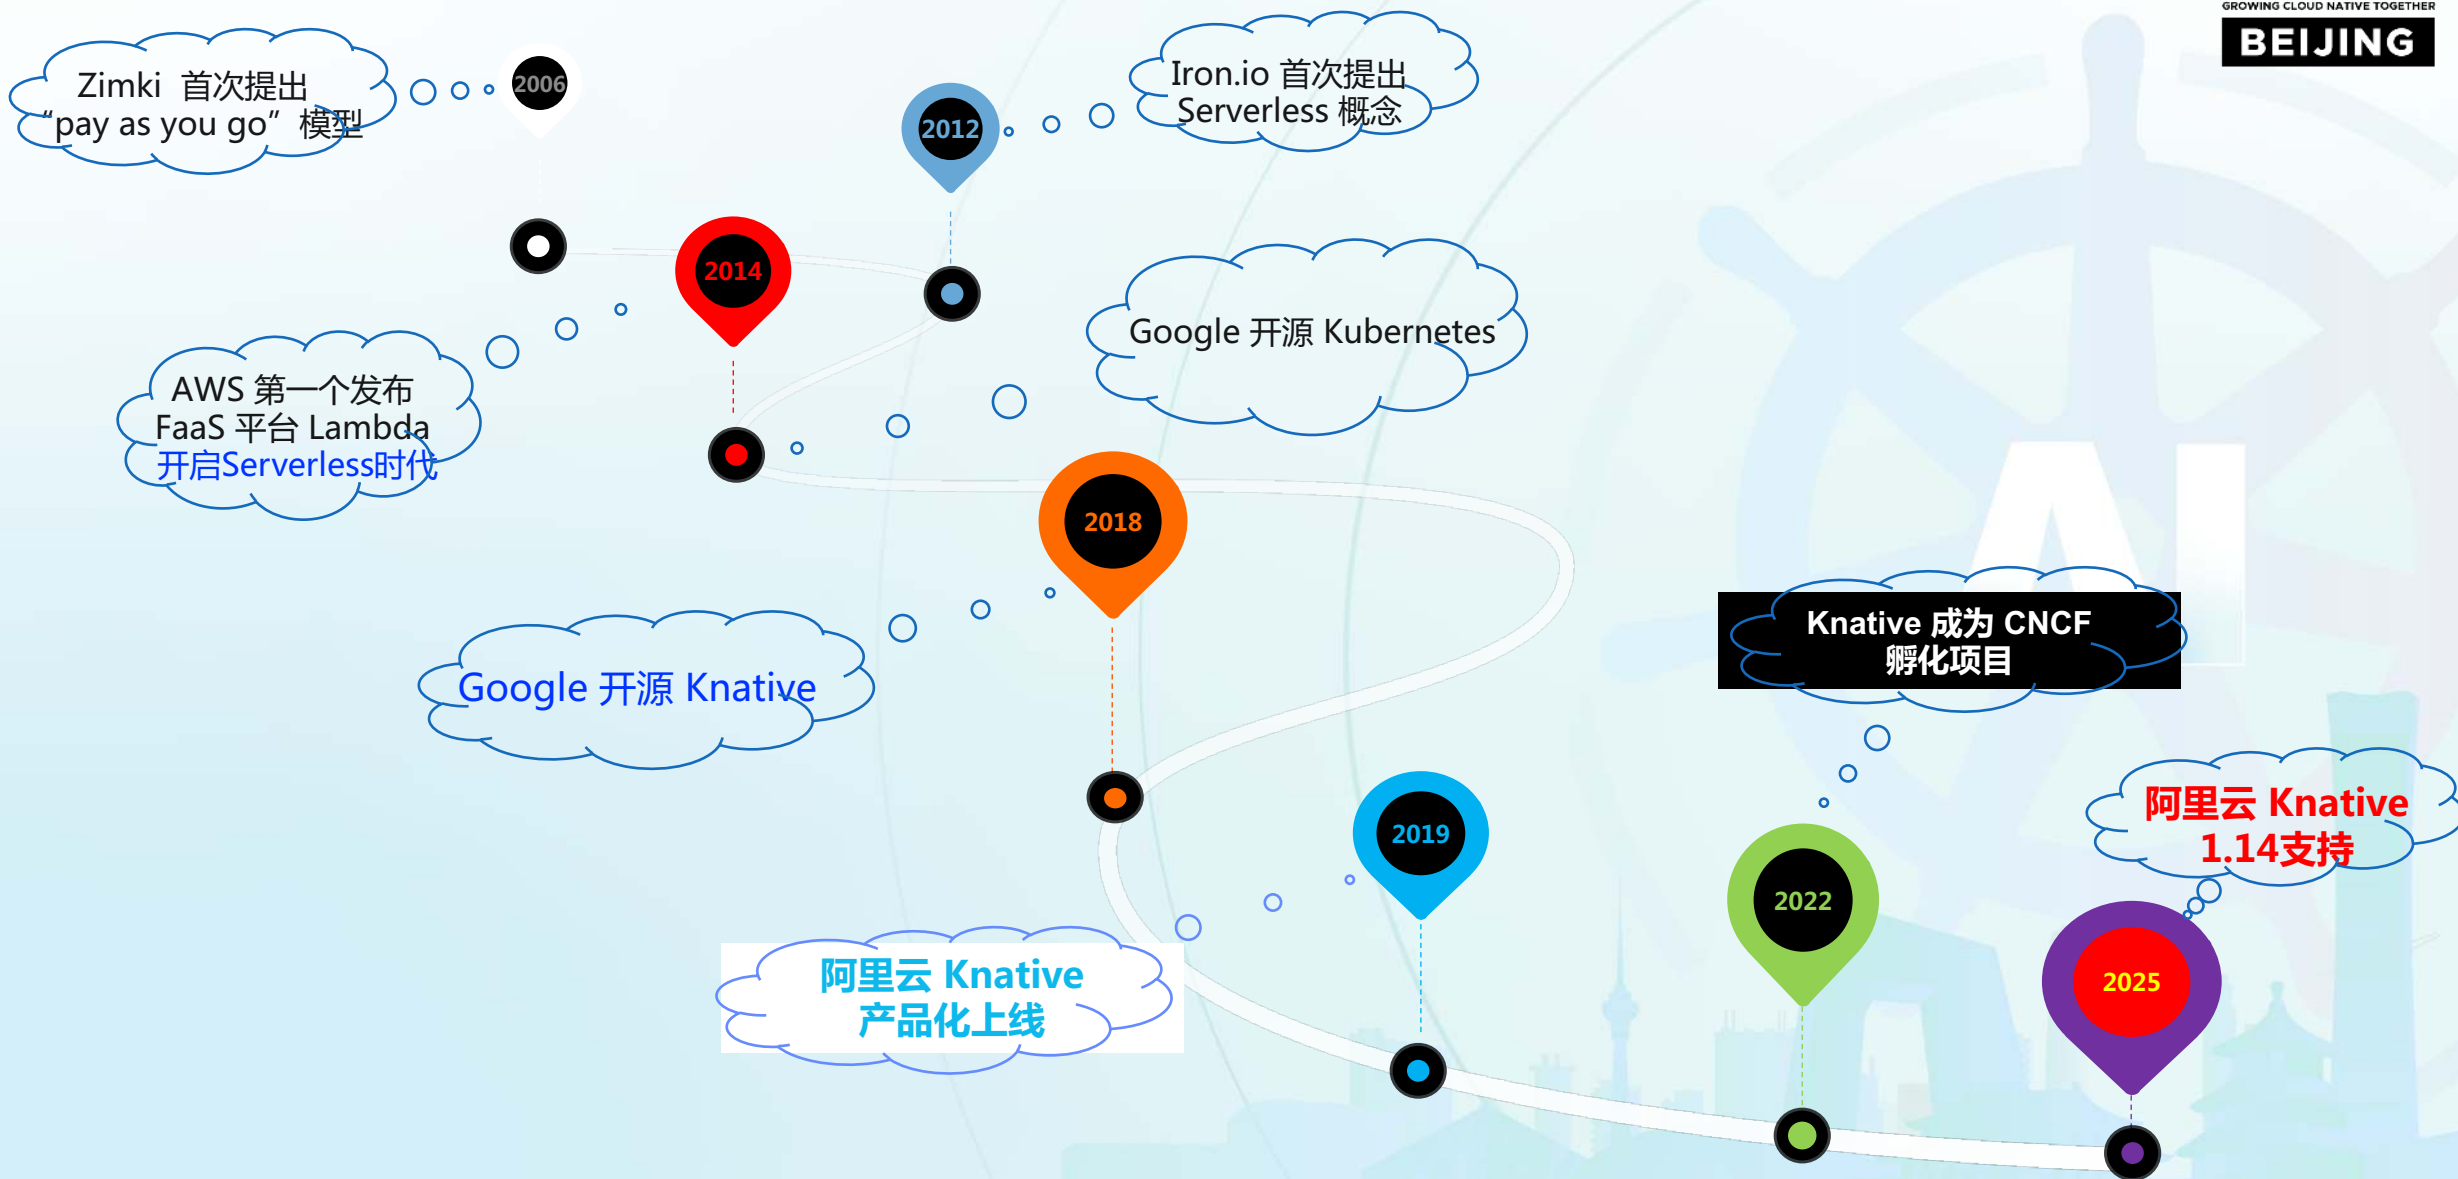 GROWING CLOUD NATIVE TOGETHER
BEIJING
Zimki 首次提出
“pay as you go”模型
2006
2012
Iron.io 首次提出
Serverless 概念
2014
AWS 第一个发布
FaaS 平台 Lambda
开启Serverless时代
Google 开源 Kubernetes
2018
Google 开源 Knative
AI
Knative 成为 CNCF
孵化项目
2019
阿里云 Knative
产品化上线
2022
阿里云 Knative
1.14支持
2025